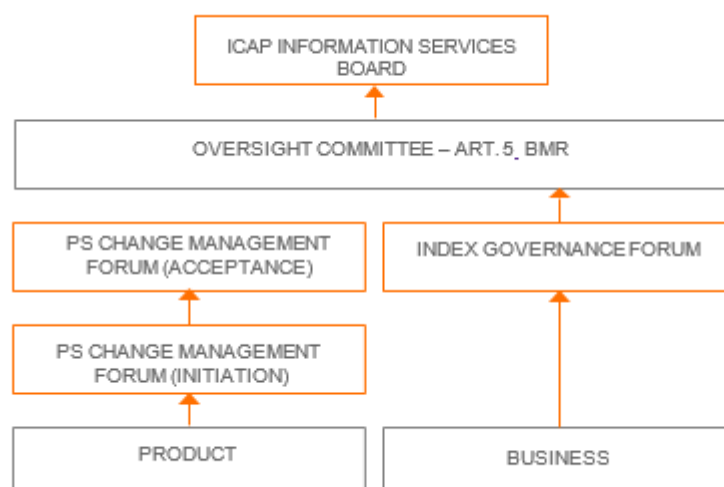 ICAP INFORMATION SERVICES
BOARD
OVERSIGHT COMMITTEE – ART. 5, BMR
PS CHANGE MANAGEMENT
FORUM (ACCEPTANCE)
INDEX GOVERNANCE FORUM
PS CHANGE MANAGEMENT
FORUM (INITIATION)
PRODUCT
BUSINESS